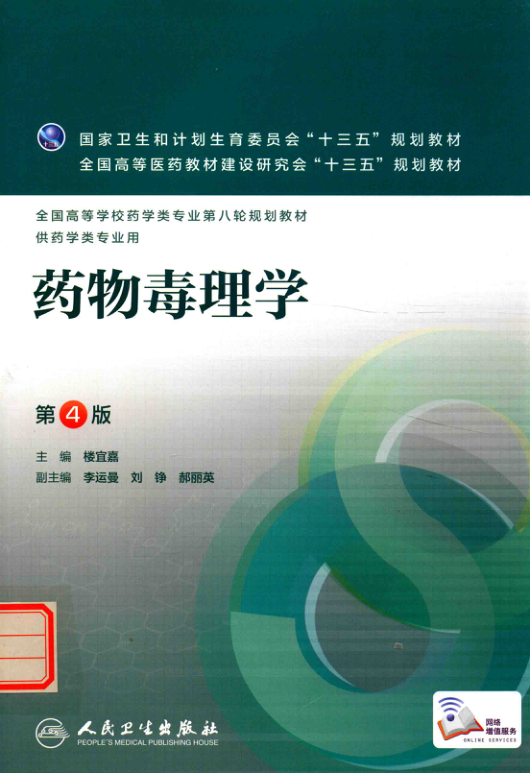 国家卫生和计划生育委员会“十三五”规划教材
全国高等医药教材建设研究会“十三五”规划教材
全国高等学校药学类专业第八轮规划教材
供药学类专业用
药物毒理学
第4版
主 编 楼宜嘉
副主编 李运曼 刘 铮 郝丽英
人民卫生出版社
PEOPLE'S MEDICAL PUBLISHING HOUSE
网络
增值服务
ONLINE SERVICES